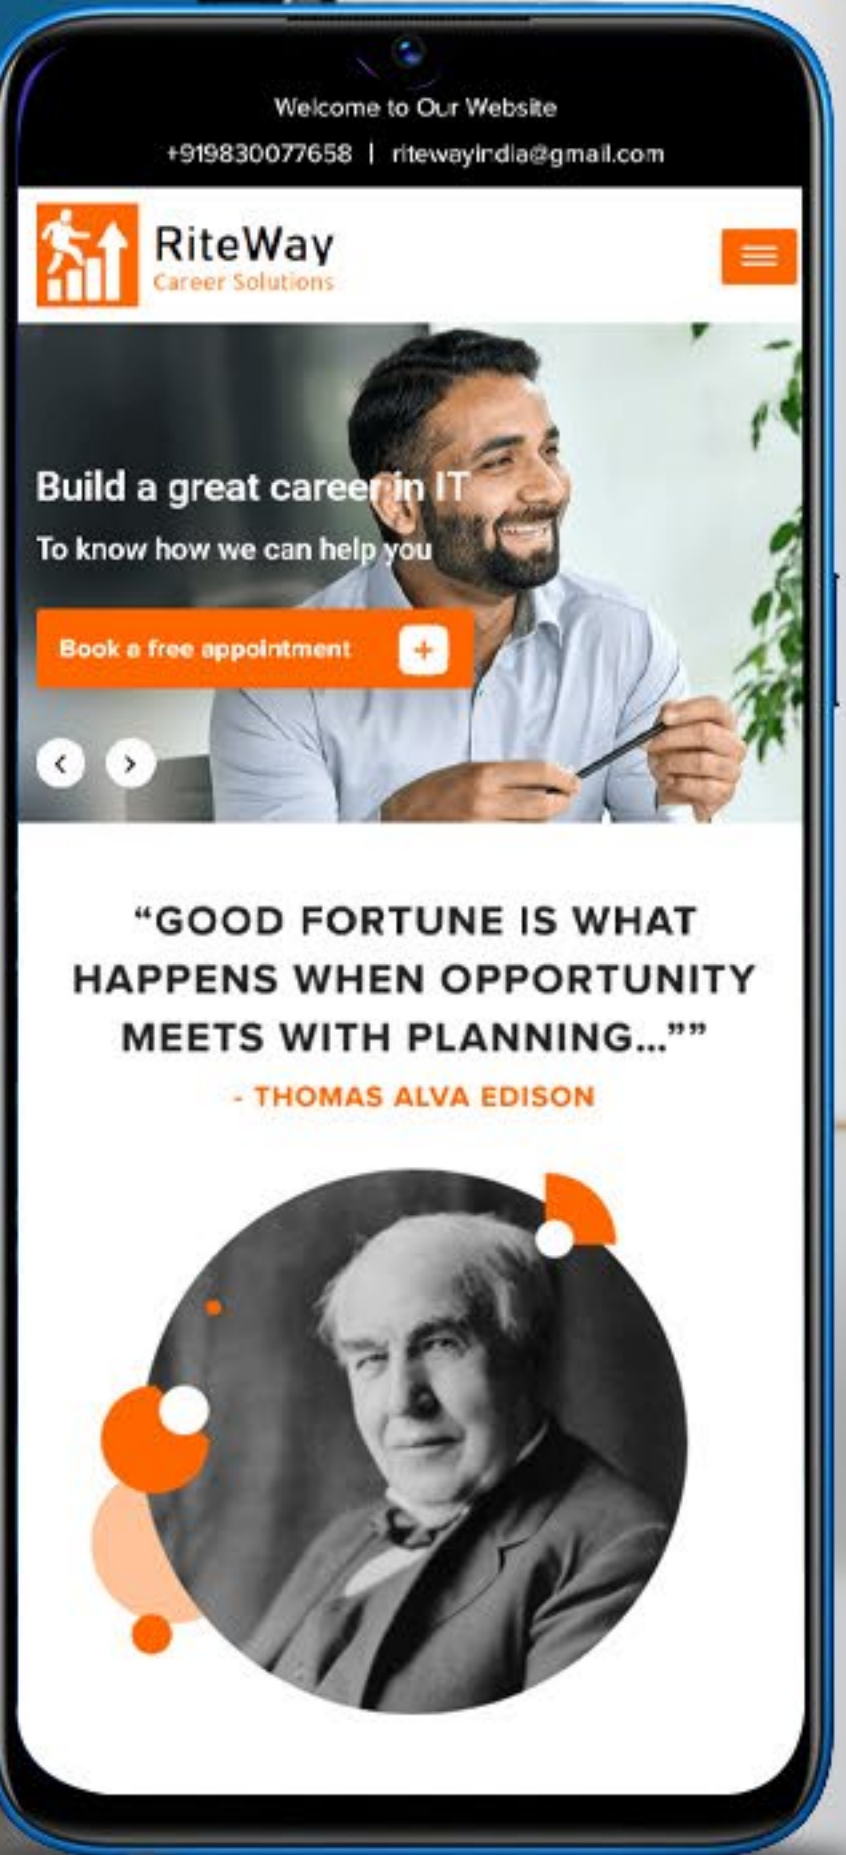 Welcome to Our Website
+919830077658 | ritewayindia@gmail.com
RiteWay
Career Solutions
Build a great career in IT
To know how we can help you
Book a free appointment +
“GOOD FORTUNE IS WHAT
HAPPENS WHEN OPPORTUNITY
MEETS WITH PLANNING...””
- THOMAS ALVA EDISON